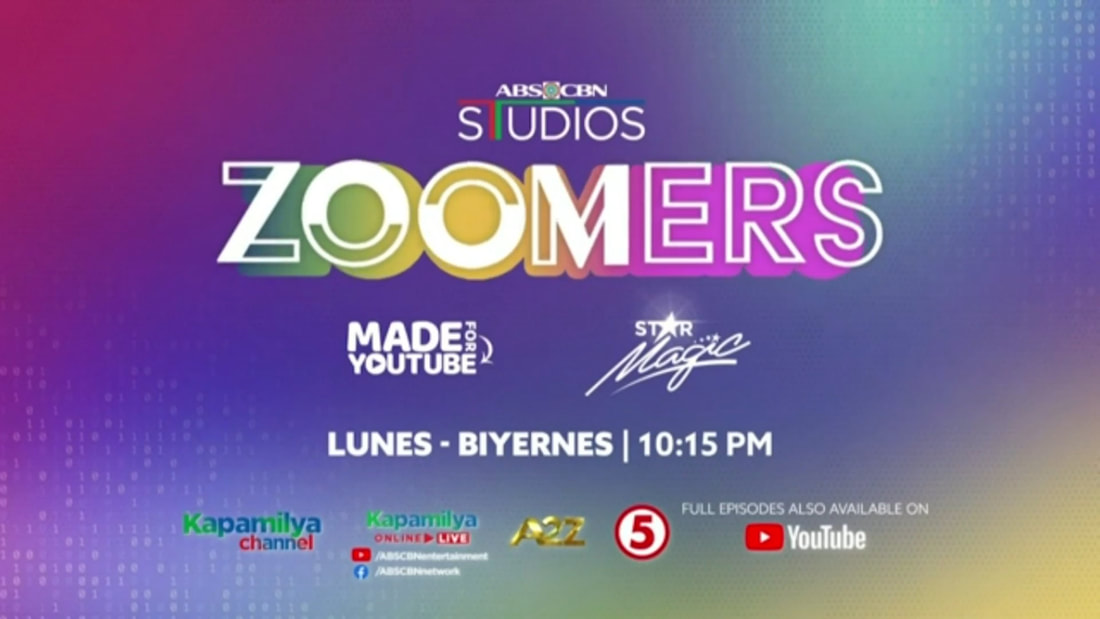 ABS CBN
STUDIOS
ZOOMERS
MADE FOR
YOUTUBE
STAR
Magic
LUNES - BIYERNES | 10:15 PM
Kapamilya
channel
Kapamilya
ONLINE LIVE
/ABSCBNentertainment
/ABSCBNnetwork
A2Z
5
FULL EPISODES ALSO AVAILABLE ON
YouTube